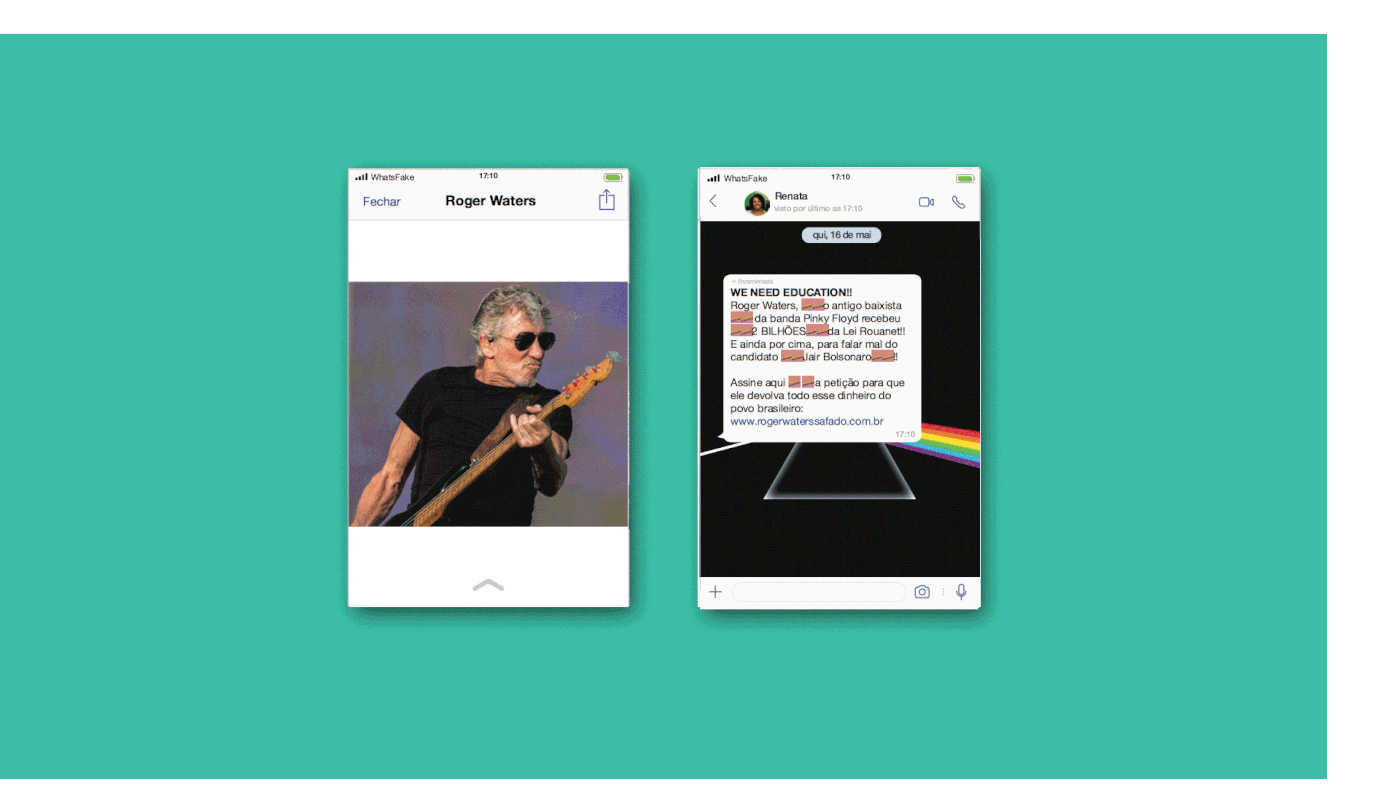 WhatsFake
17:10
Fechar
Roger Waters
WhatsFake
17:10
Renata
visto por último as 17:10
qui, 16 de mai
Encaminhada
WE NEED EDUCATION!!
Roger Waters, o antigo baixista
da banda Pinky Floyd recebeu
2 BILHÕES da Lei Rouanet!!
E ainda por cima, para falar mal do
candidato Jair Bolsonaro !!
Assine aqui a petição para que
ele devolva todo esse dinheiro do
povo brasileiro:
www.rogerwaterssafado.com.br
17:10